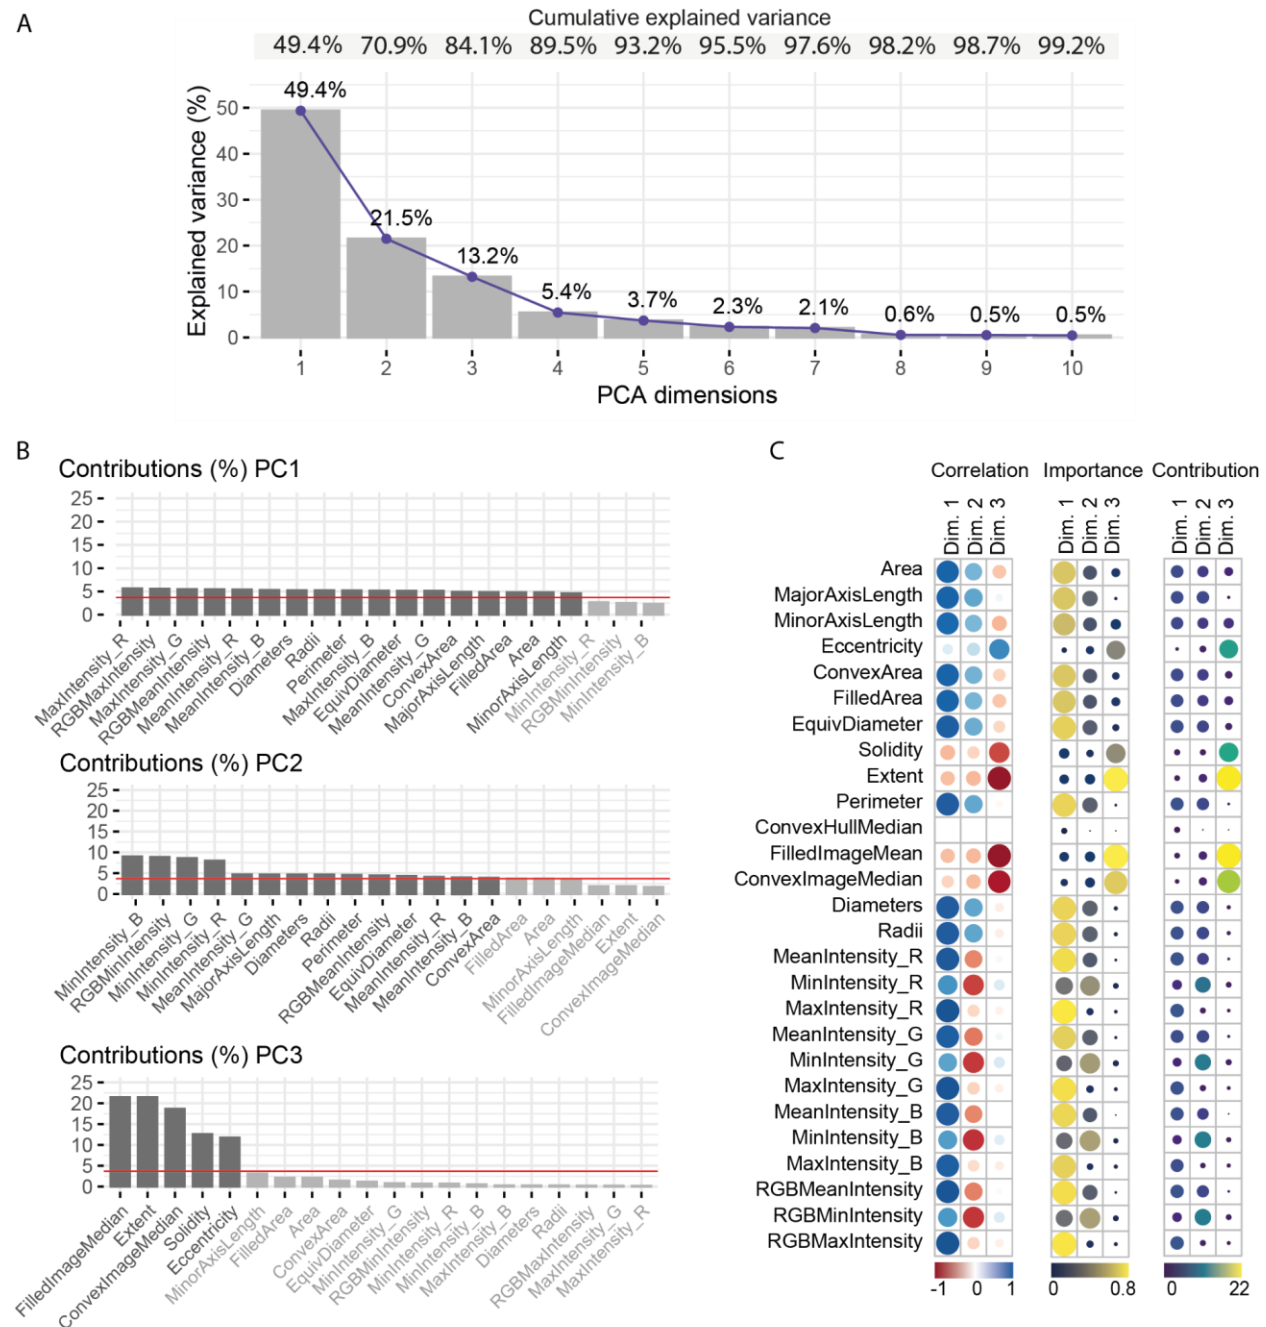 A
Cumulative explained variance
49.4% 70.9% 84.1% 89.5% 93.2% 95.5% 97.6% 98.2% 98.7% 99.2%
Explained variance (%)
50
40
30
20
10
0
49.4%
21.5%
13.2%
5.4%
3.7%
2.3%
2.1%
0.6%
0.5%
0.5%
1 2 3 4 5 6 7 8 9 10
PCA dimensions
B
Contributions (%) PC1
25
20
15
10
5
0
MaxIntensity_R
RGBMaxIntensity
MaxIntensity_G
RGBMeanIntensity
MeanIntensity_R
MeanIntensity_B
Diameters
Radii
Perimeter
MaxIntensity_B
EquivDiameter
MeanIntensity_G
ConvexArea
MajorAxisLength
FilledArea
Area
MinorAxisLength
MinIntensity_R
RGBMinIntensity
MinIntensity_B
Contributions (%) PC2
25
20
15
10
5
0
MinIntensity_B
RGBMinIntensity
MinIntensity_G
MinIntensity_R
MeanIntensity_G
MajorAxisLength
Diameters
Radii
Perimeter
RGBMeanIntensity
EquivDiameter
MeanIntensity_R
MeanIntensity_B
ConvexArea
FilledArea
Area
MinorAxisLength
FilledImageMedian
Extent
ConvexImageMedian
Contributions (%) PC3
25
20
15
10
5
0
FilledImageMedian
Extent
ConvexImageMedian
Solidity
Eccentricity
MinorAxisLength
FilledArea
Area
ConvexArea
EquivDiameter
MinIntensity_G
RGBMinIntensity
MinIntensity_R
MinIntensity_B
MaxIntensity_B
Diameters
Radii
RGBMaxIntensity
MaxIntensity_G
MaxIntensity_R
C
Correlation Importance Contribution
Dim. 1 Dim. 2 Dim. 3 Dim. 1 Dim. 2 Dim. 3 Dim. 1 Dim. 2 Dim. 3
Area
MajorAxisLength
MinorAxisLength
Eccentricity
ConvexArea
FilledArea
EquivDiameter
Solidity
Extent
Perimeter
ConvexHullMedian
FilledImageMean
ConvexImageMedian
Diameters
Radii
MeanIntensity_R
MinIntensity_R
MaxIntensity_R
MeanIntensity_G
MinIntensity_G
MaxIntensity_G
MeanIntensity_B
MinIntensity_B
MaxIntensity_B
RGBMeanIntensity
RGBMinIntensity
RGBMaxIntensity
-1 0 1 0 0.8 0 22